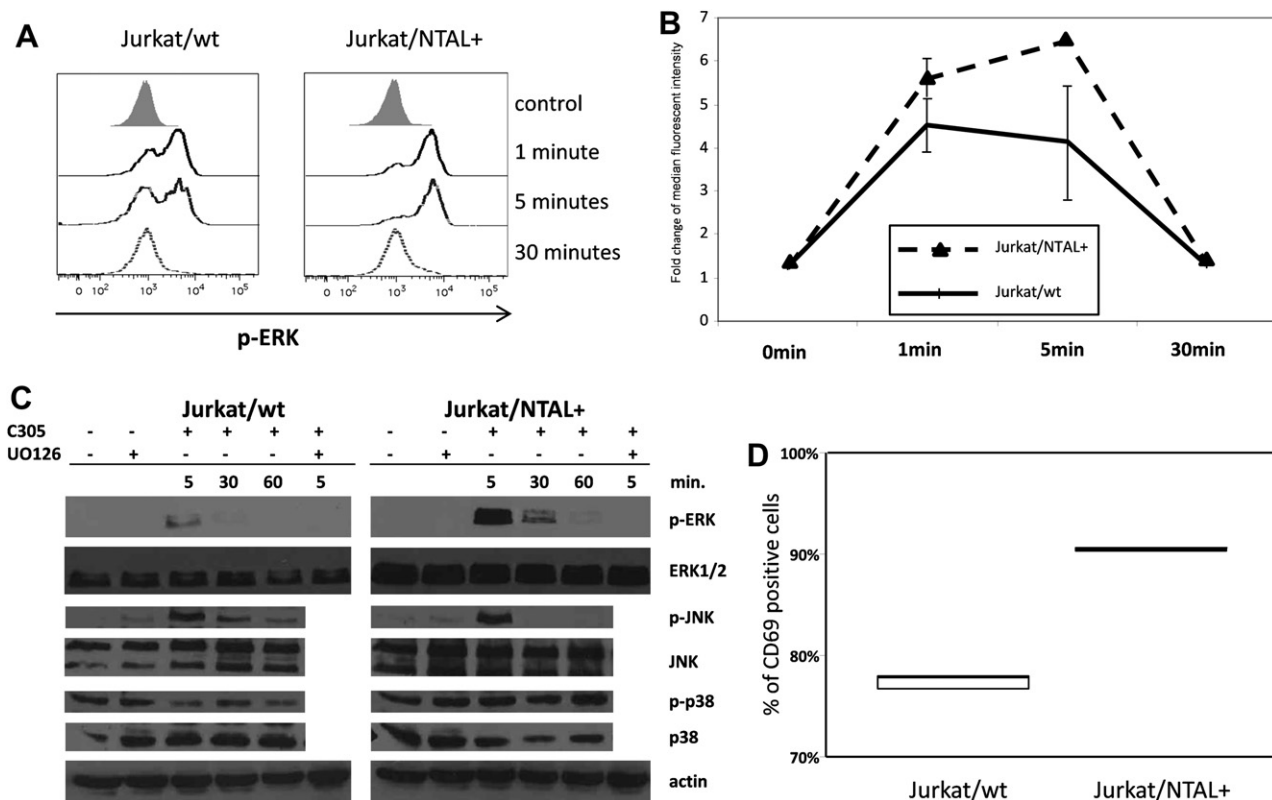 A
Jurkat/wt
Jurkat/NTAL+
control
1 minute
5 minutes
30 minutes
0 10² 10³ 10⁴ 10⁵
0 10² 10³ 10⁴ 10⁵
p-ERK
B
Fold change of median fluorescent intensity
7
6
5
4
3
2
1
0
Jurkat/NTAL+
Jurkat/wt
0min 1min 5min 30min
C
Jurkat/wt
Jurkat/NTAL+
C305 - - + + + + - - + + + +
UO126 - + - - - + - + - - - +
5 30 60 5 5 30 60 5 min.
p-ERK
ERK1/2
p-JNK
JNK
p-p38
p38
actin
D
% of CD69 positive cells
100%
90%
80%
70%
Jurkat/wt Jurkat/NTAL+